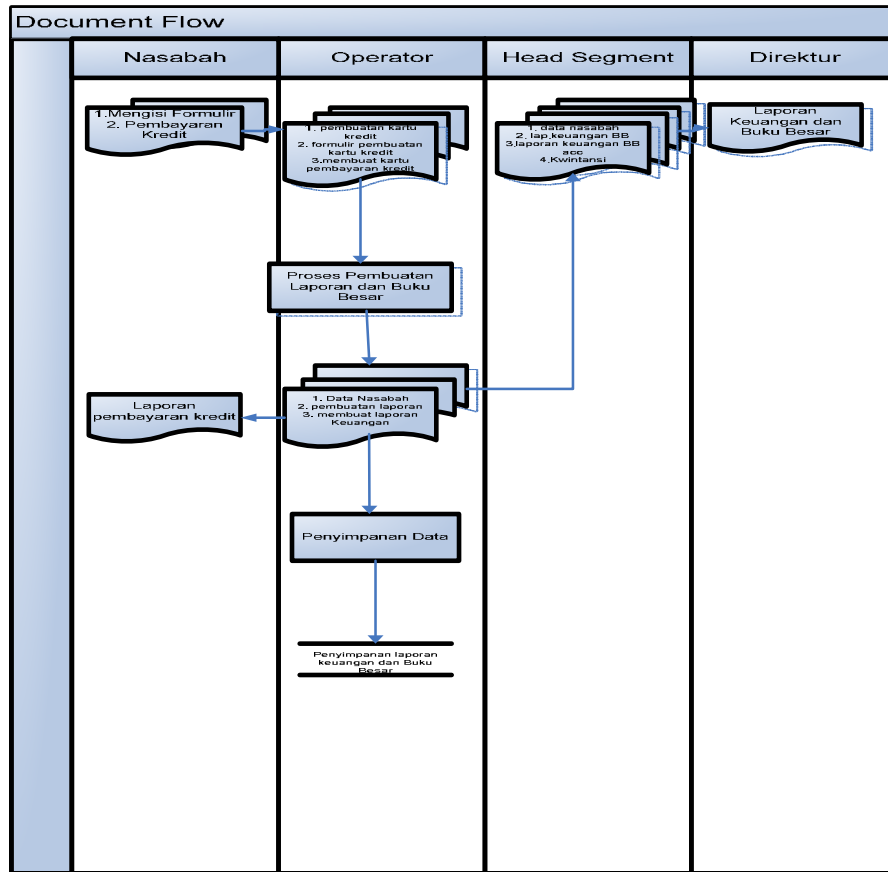 Document Flow
Nasabah
Operator
Head Segment
Direktur
1.Mengisi Formulir
2. Pembayaran
Kredit
1. pembuatan kartu
kredit
2. formulir pembuatan
kartu kredit
3.membuat kartu
pembayaran kredit
1. data nasabah
2. lap,keuangan BB
3,laporan keuangan BB
acc
4.Kwintansi
Laporan
Keuangan dan
Buku Besar
Proses Pembuatan
Laporan dan Buku
Besar
Laporan
pembayaran kredit
1. Data Nasabah
2. pembuatan laporan
3. membuat laporan
Keuangan
Penyimpanan Data
Penyimpanan laporan
keuangan dan Buku
Besar